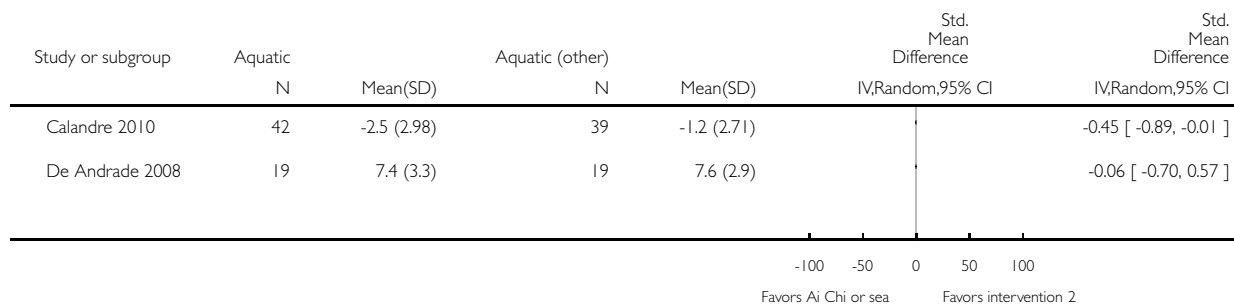 Std.
Mean
Difference
Std.
Mean
Difference
Study or subgroup Aquatic Aquatic (other)
N Mean(SD) N Mean(SD) IV,Random,95% CI IV,Random,95% CI
Calandre 2010 42 -2.5 (2.98) 39 -1.2 (2.71) -0.45 [ -0.89, -0.01 ]
De Andrade 2008 19 7.4 (3.3) 19 7.6 (2.9) -0.06 [ -0.70, 0.57 ]
-100 -50 0 50 100
Favors Ai Chi or sea Favors intervention 2